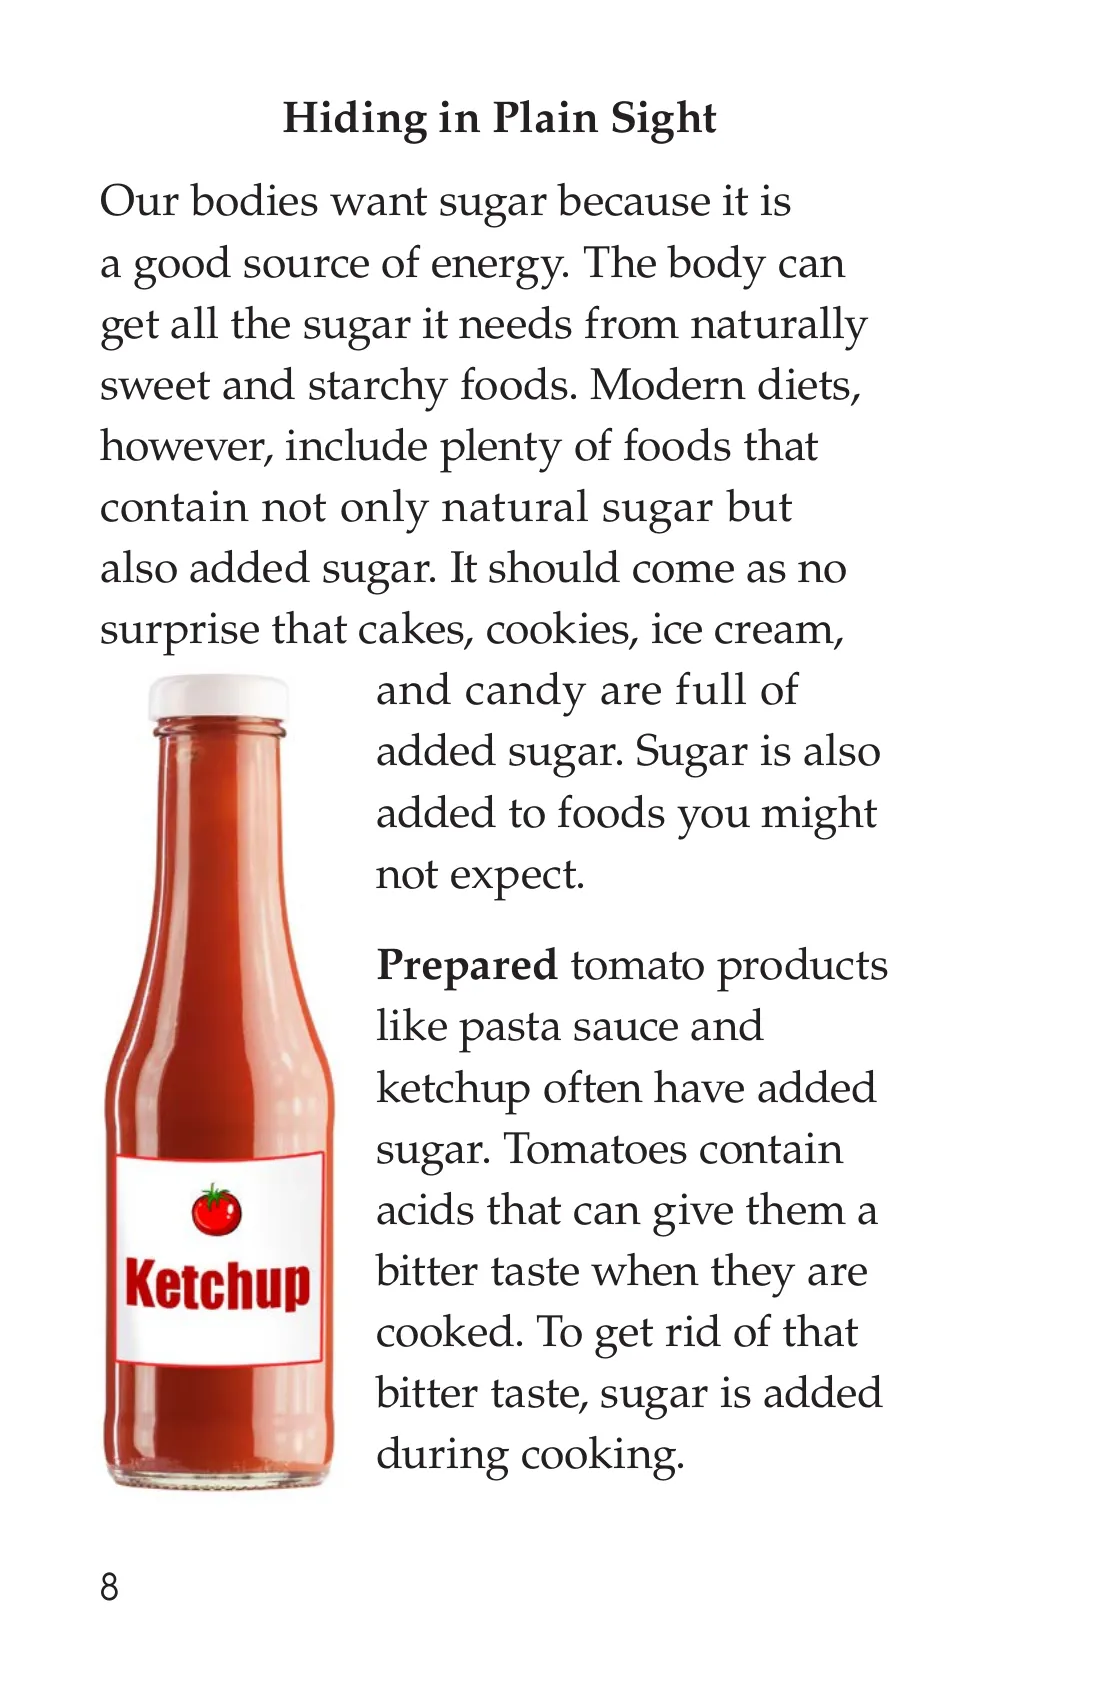 Hiding in Plain Sight
Our bodies want sugar because it is
a good source of energy. The body can
get all the sugar it needs from naturally
sweet and starchy foods. Modern diets,
however, include plenty of foods that
contain not only natural sugar but
also added sugar. It should come as no
surprise that cakes, cookies, ice cream,
and candy are full of
added sugar. Sugar is also
added to foods you might
not expect.
Prepared tomato products
like pasta sauce and
ketchup often have added
sugar. Tomatoes contain
acids that can give them a
bitter taste when they are
cooked. To get rid of that
bitter taste, sugar is added
during cooking.
Ketchup
8